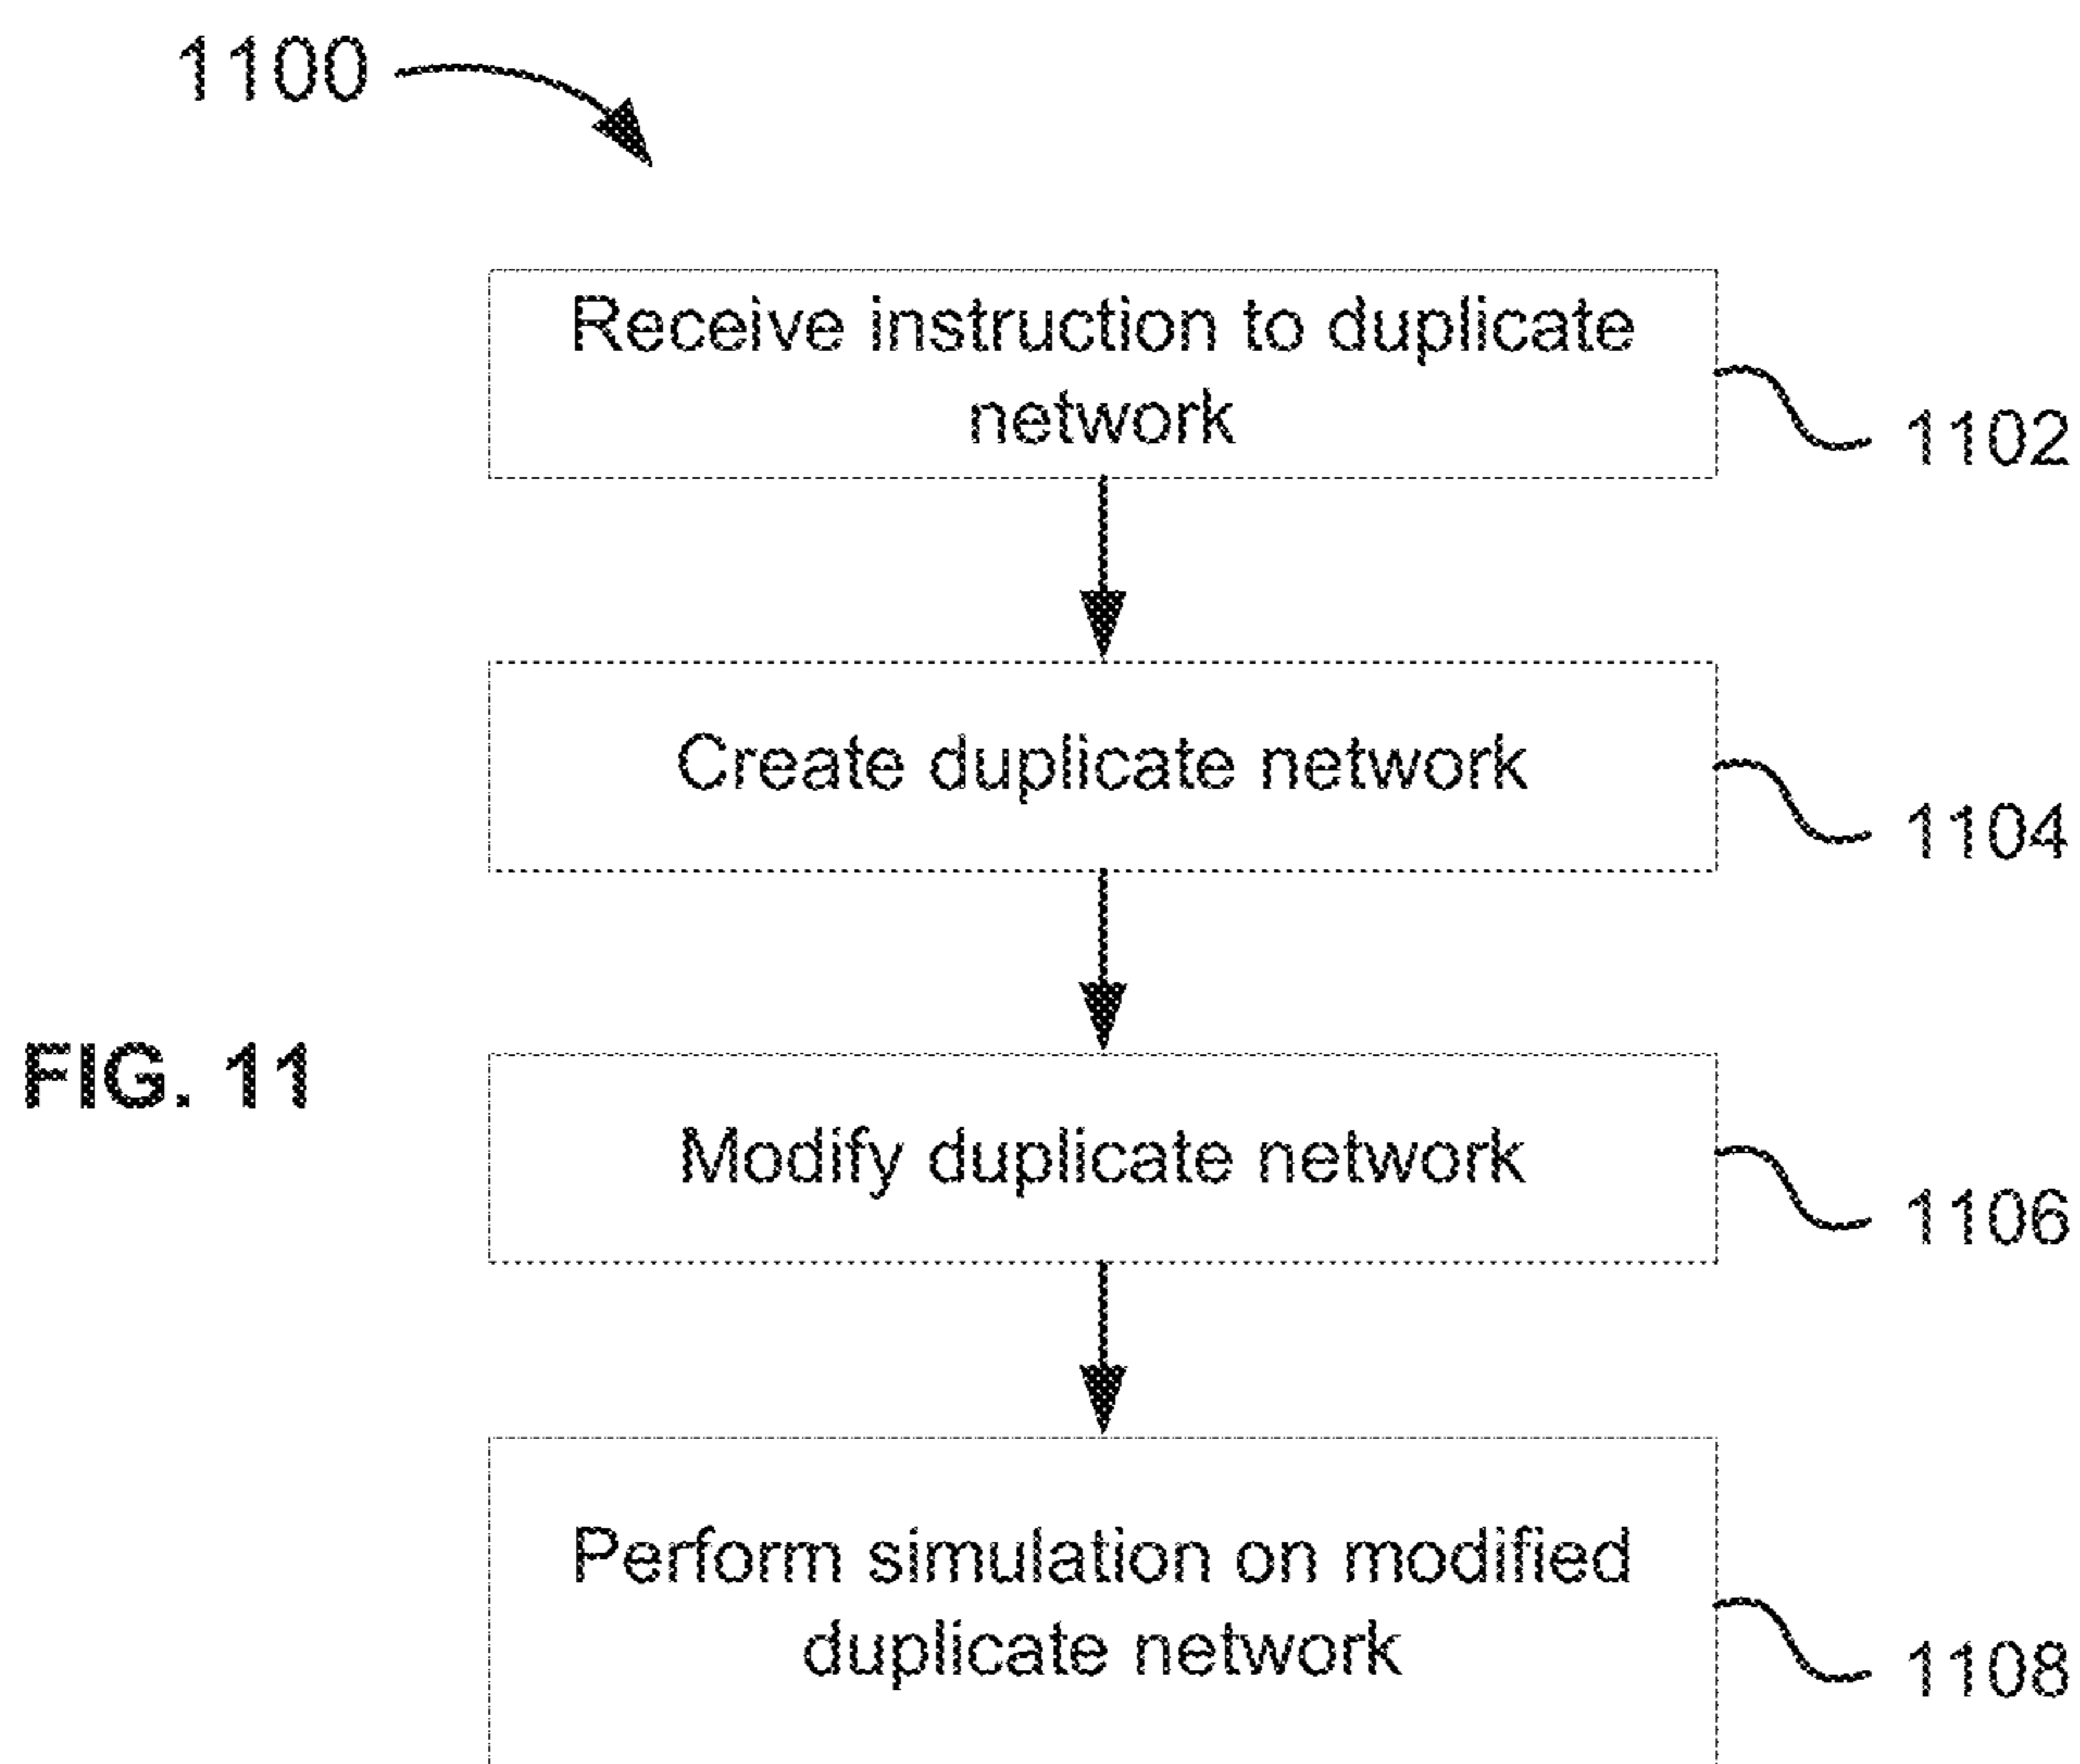 1100
Receive instruction to duplicate
network
1102
Create duplicate network
1104
FIG. 11
Modify duplicate network
1106
Perform simulation on modified
duplicate network
1108